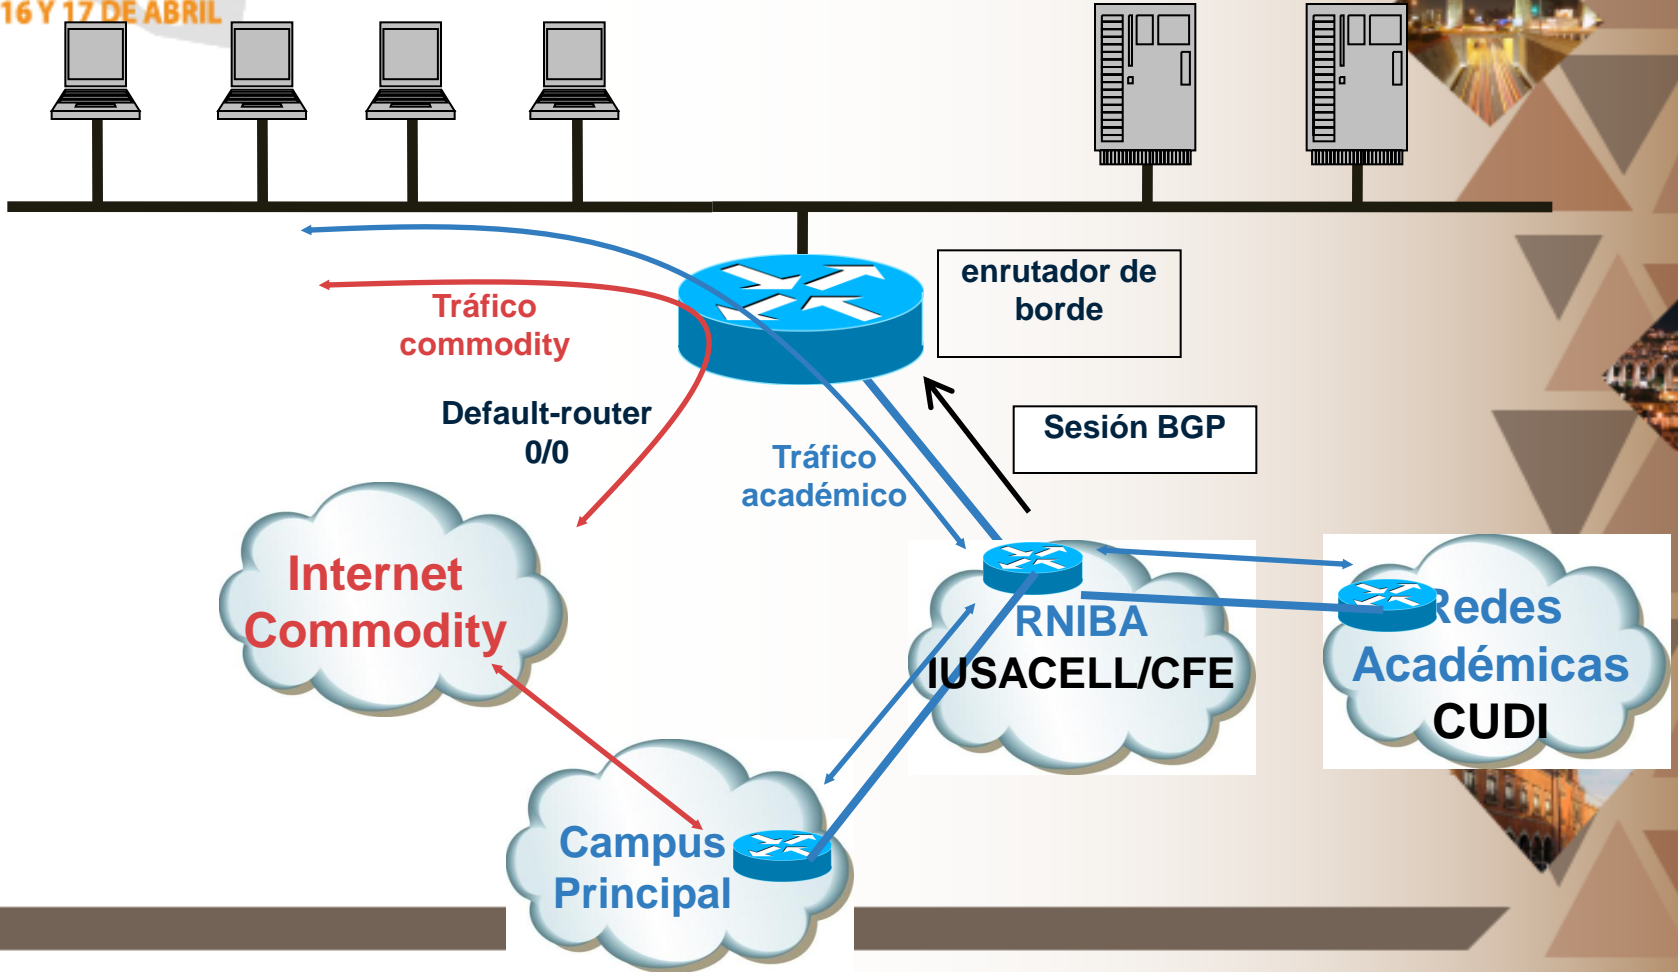 16 Y 17 DE ABRIL
enrutador de
borde
Tráfico
commodity
Default-router
0/0
Sesión BGP
Tráfico
académico
Internet
Commodity
RNIBA
IUSACELL/CFE
Redes
Académicas
CUDI
Campus
Principal